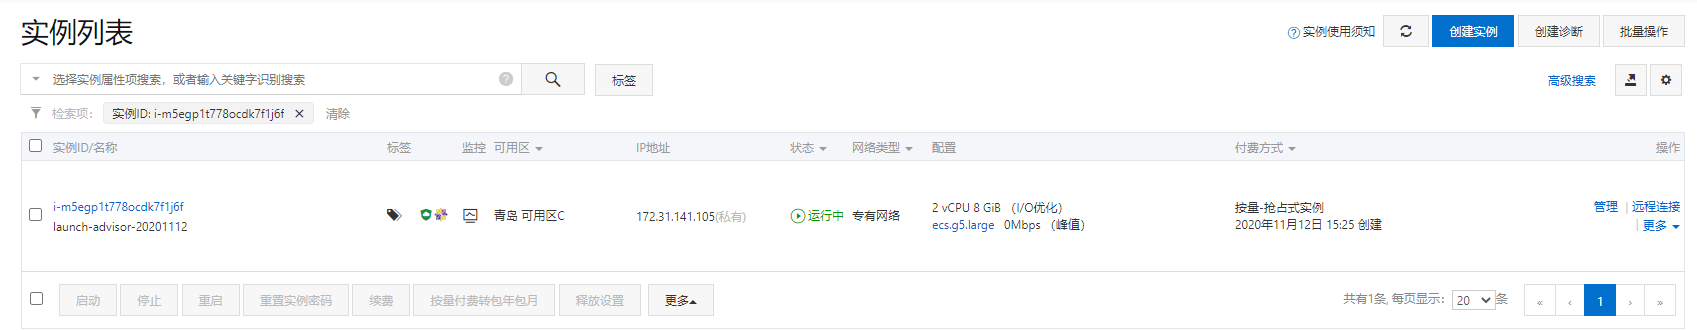 实例列表
实例使用须知
创建实例
创建诊断
批量操作
选择实例属性项搜索，或者输入关键字识别搜索
标签
高级搜索
检索项：
实例ID: i-m5egp1t778ocdk7f1j6f
清除
实例ID/名称 标签 监控 可用区 IP地址 状态 网络类型 配置 付费方式 操作
i-m5egp1t778ocdk7f1j6f
launch-advisor-20201112
青岛 可用区C
172.31.141.105(私有)
运行中
专有网络
2 vCPU 8 GiB （I/O优化）
ecs.g5.large 0Mbps （峰值）
按量-抢占式实例
2020年11月12日 15:25 创建
管理 | 远程连接
| 更多
启动 停止 重启 重置实例密码 续费 按量付费转包年包月 释放设置 更多
共有1条, 每页显示： 20 条 « ‹ 1 › »